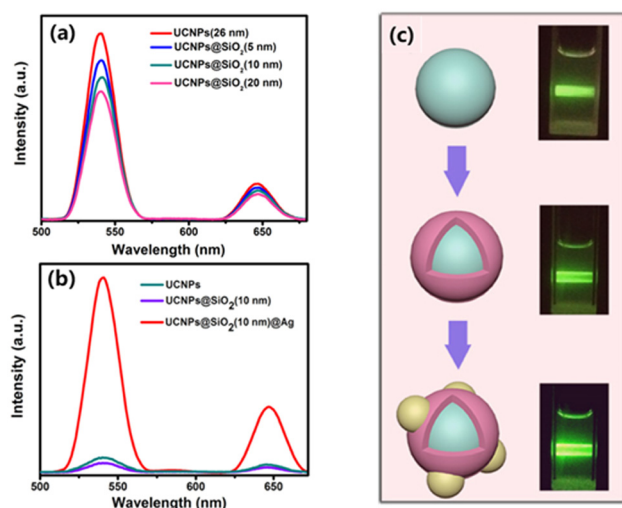 (a)
UCNPs(26 nm)
UCNPs@SiO₂(5 nm)
UCNPs@SiO₂(10 nm)
UCNPs@SiO₂(20 nm)
Intensity (a.u.)
500 550 600 650
Wavelength (nm)
(b)
UCNPs
UCNPs@SiO₂(10 nm)
UCNPs@SiO₂(10 nm)@Ag
Intensity (a.u.)
500 550 600 650
Wavelength (nm)
(c)